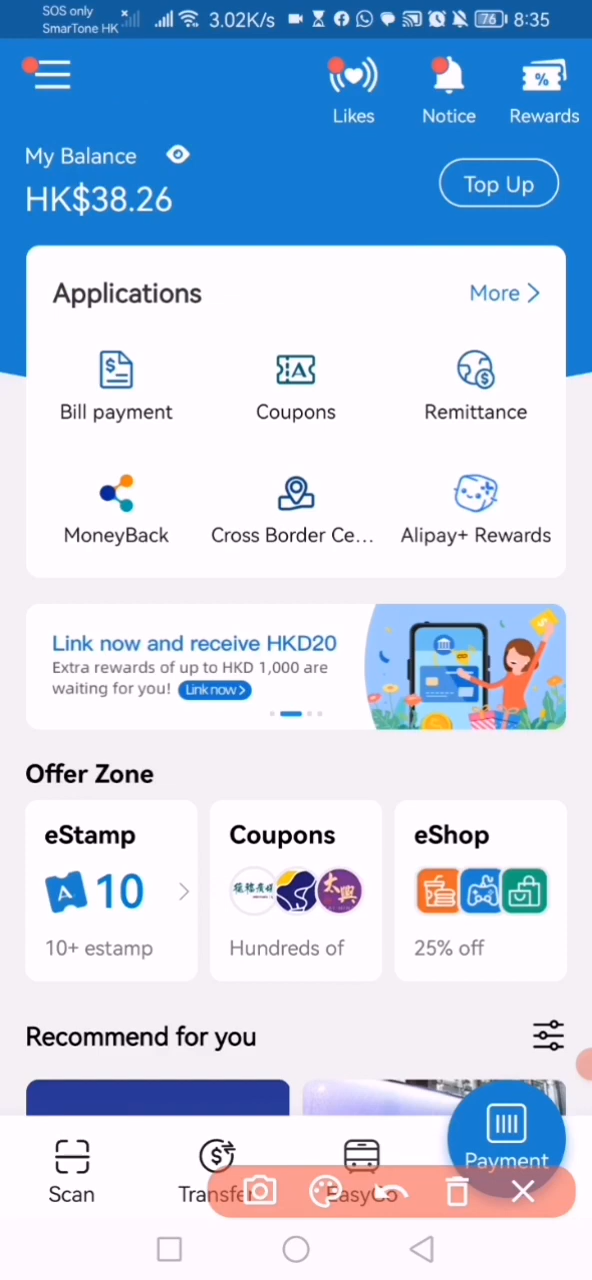 SOS only
SmarTone HK
3.02K/s
76
8:35
Likes
Notice
Rewards
My Balance
HK$38.26
Top Up
Applications
More
Bill payment
Coupons
Remittance
MoneyBack
Cross Border Ce...
Alipay+ Rewards
Link now and receive HKD20
Extra rewards of up to HKD 1,000 are
waiting for you! Link now >
Offer Zone
eStamp
Coupons
eShop
A 10
太興
10+ estamp
Hundreds of
25% off
Recommend for you
Payment
Scan
Transfer
EasyGo